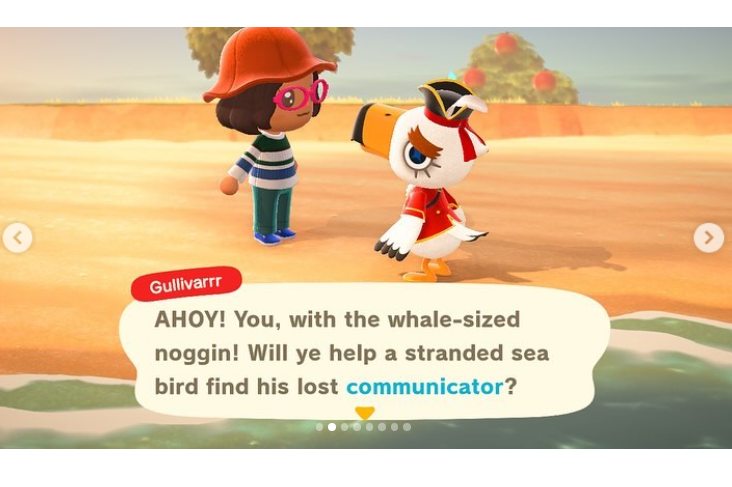 Gullivarrr
AHOY! You, with the whale-sized
noggin! Will ye help a stranded sea
bird find his lost communicator?